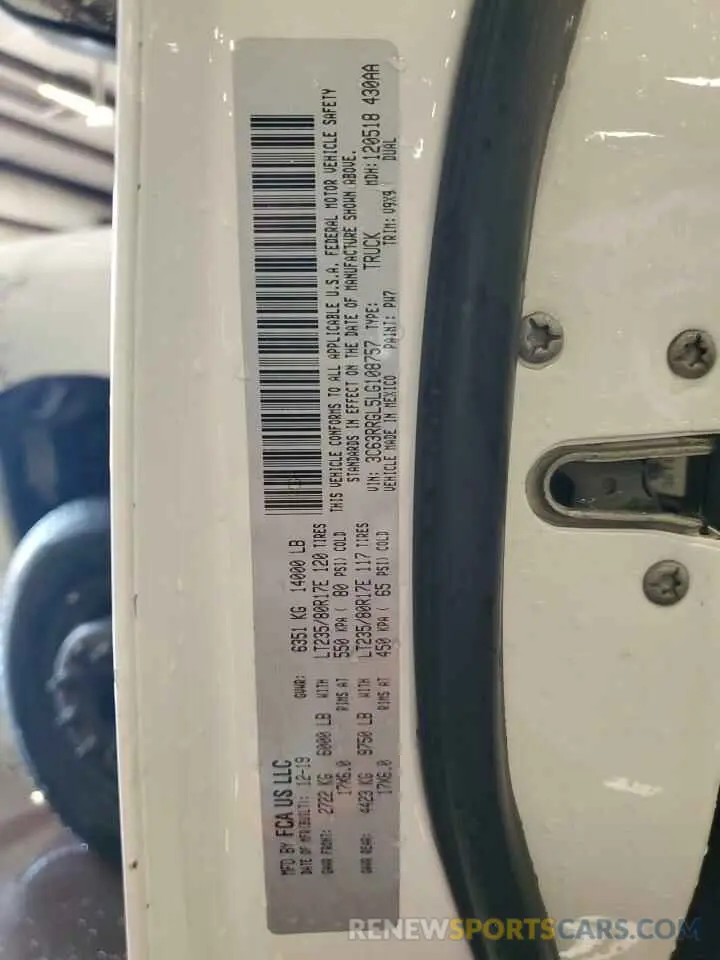 MFD BY FCA US LLC
DATE OF MFR(BUILT): 12-19 GVWR: 6351 KG 14000 LB
GAWR FRONT: 2722 KG 6000 LB WITH LT235/80R17E 120 TIRES
17X6.0 RIMS AT 550 KPA ( 80 PSI) COLD
GAWR REAR: 4423 KG 9750 LB WITH LT235/80R17E 117 TIRES
17X6.0 RIMS AT 450 KPA ( 65 PSI) COLD
THIS VEHICLE CONFORMS TO ALL APPLICABLE U.S.A. FEDERAL MOTOR VEHICLE SAFETY
STANDARDS IN EFFECT ON THE DATE OF MANUFACTURE SHOWN ABOVE.
VIN: 3C63RRGL5LG108757 TYPE: TRUCK MDH: 120518 430AA
VEHICLE MADE IN MEXICO PAINT: PW7 TRIM: V9X9 DUAL
RENEWSPORTSCARS.COM